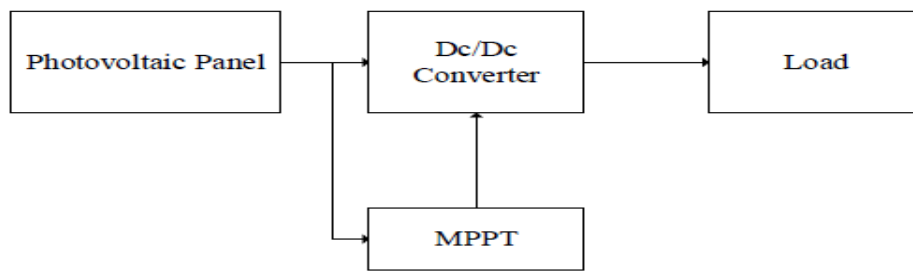 Photovoltaic Panel
Dc/Dc
Converter
Load
MPPT